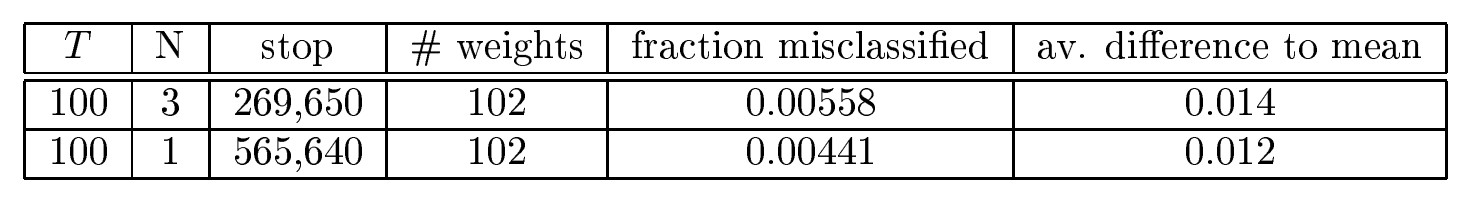 T N stop # weights fraction misclassified av. difference to mean
100 3 269,650 102 0.00558 0.014
100 1 565,640 102 0.00441 0.012